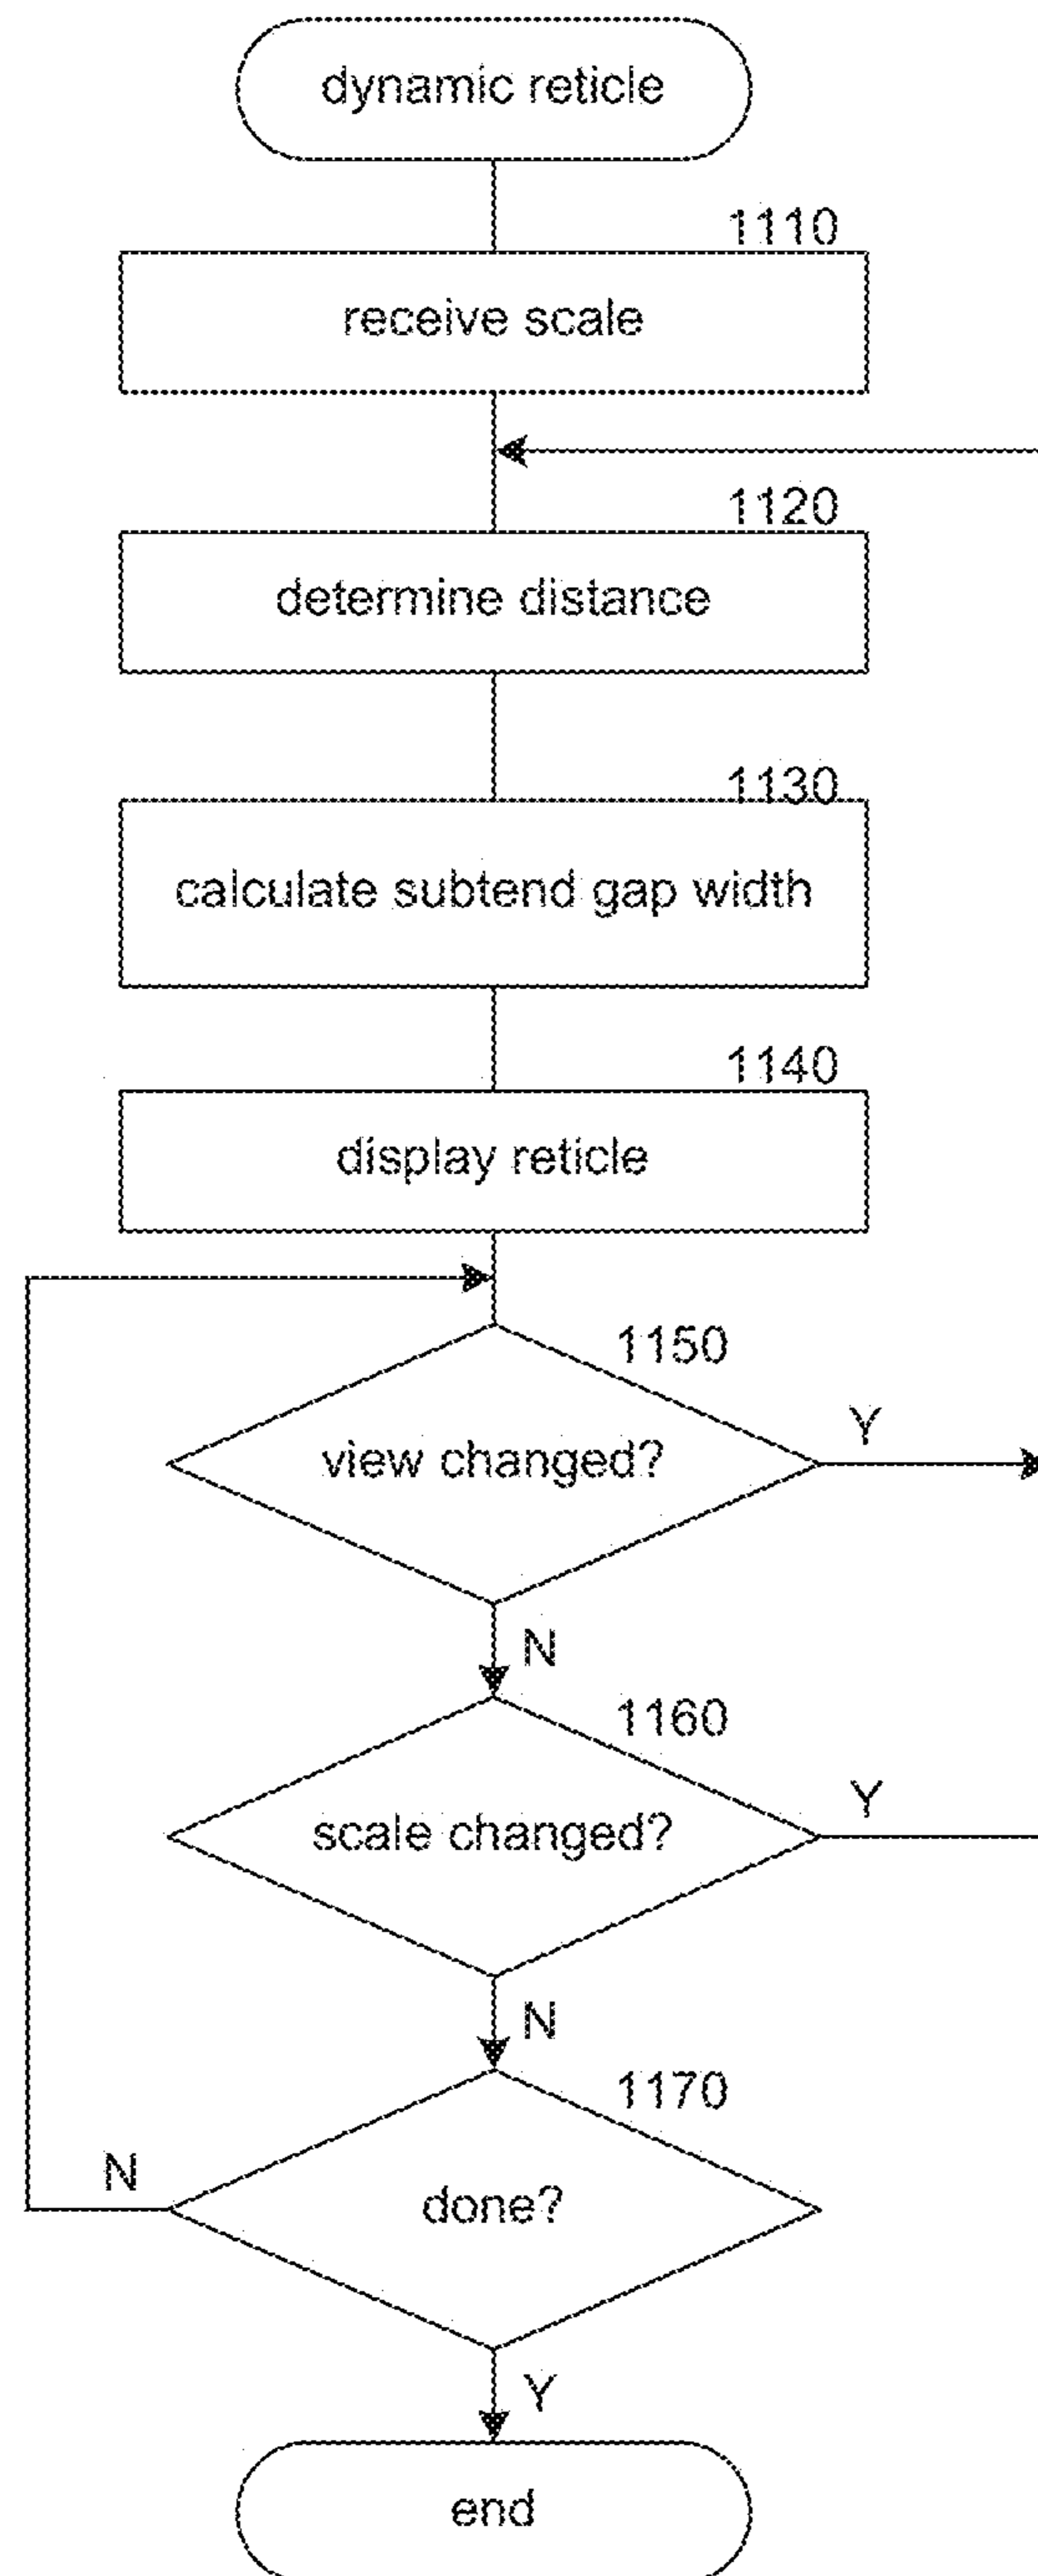 dynamic reticle
1110
receive scale
1120
determine distance
1130
calculate subtend gap width
1140
display reticle
1150
view changed?
Y
N
1160
scale changed?
Y
N
1170
done?
N
Y
end